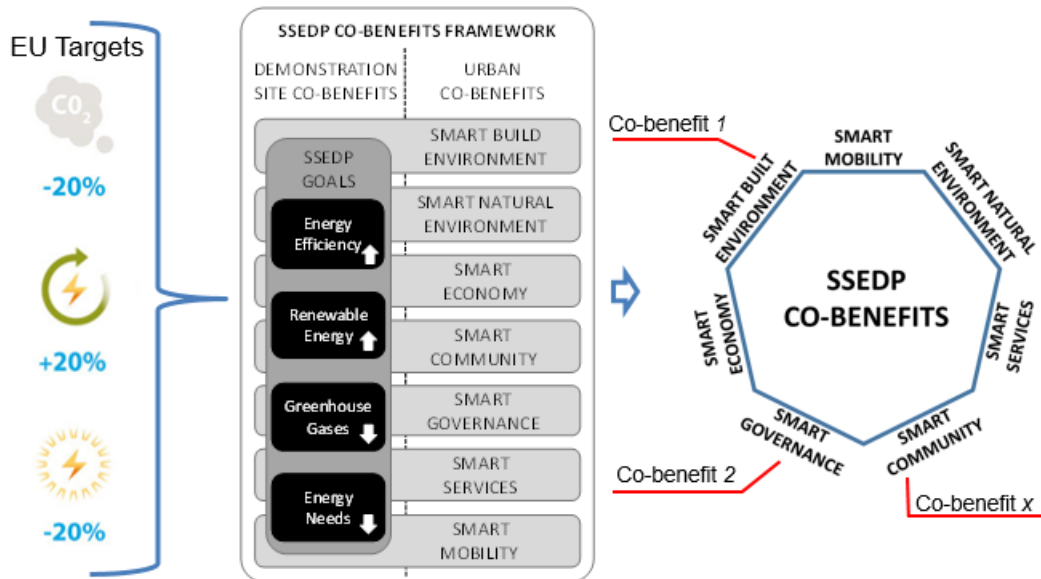 EU Targets
CO2
-20%
+20%
-20%
SSEDP CO-BENEFITS FRAMEWORK
DEMONSTRATION
SITE CO-BENEFITS
URBAN
CO-BENEFITS
SSEDP
GOALS
Energy
Efficiency
Renewable
Energy
Greenhouse
Gases
Energy
Needs
SMART BUILD
ENVIRONMENT
SMART NATURAL
ENVIRONMENT
SMART
ECONOMY
SMART
COMMUNITY
SMART
GOVERNANCE
SMART
SERVICES
SMART
MOBILITY
Co-benefit 1
SMART BUILT
ENVIRONMENT
SMART
MOBILITY
SMART NATURAL
ENVIRONMENT
SSEDP
CO-BENEFITS
SMART
ECONOMY
SMART
SERVICES
SMART
GOVERNANCE
SMART
COMMUNITY
Co-benefit 2
Co-benefit x